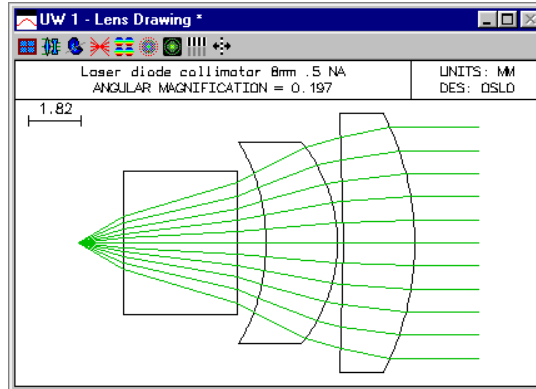 UW 1 - Lens Drawing *
Laser diode collimator 8mm .5 NA
ANGULAR MAGNIFICATION = 0.197
UNITS: MM
DES: OSLO
1.82